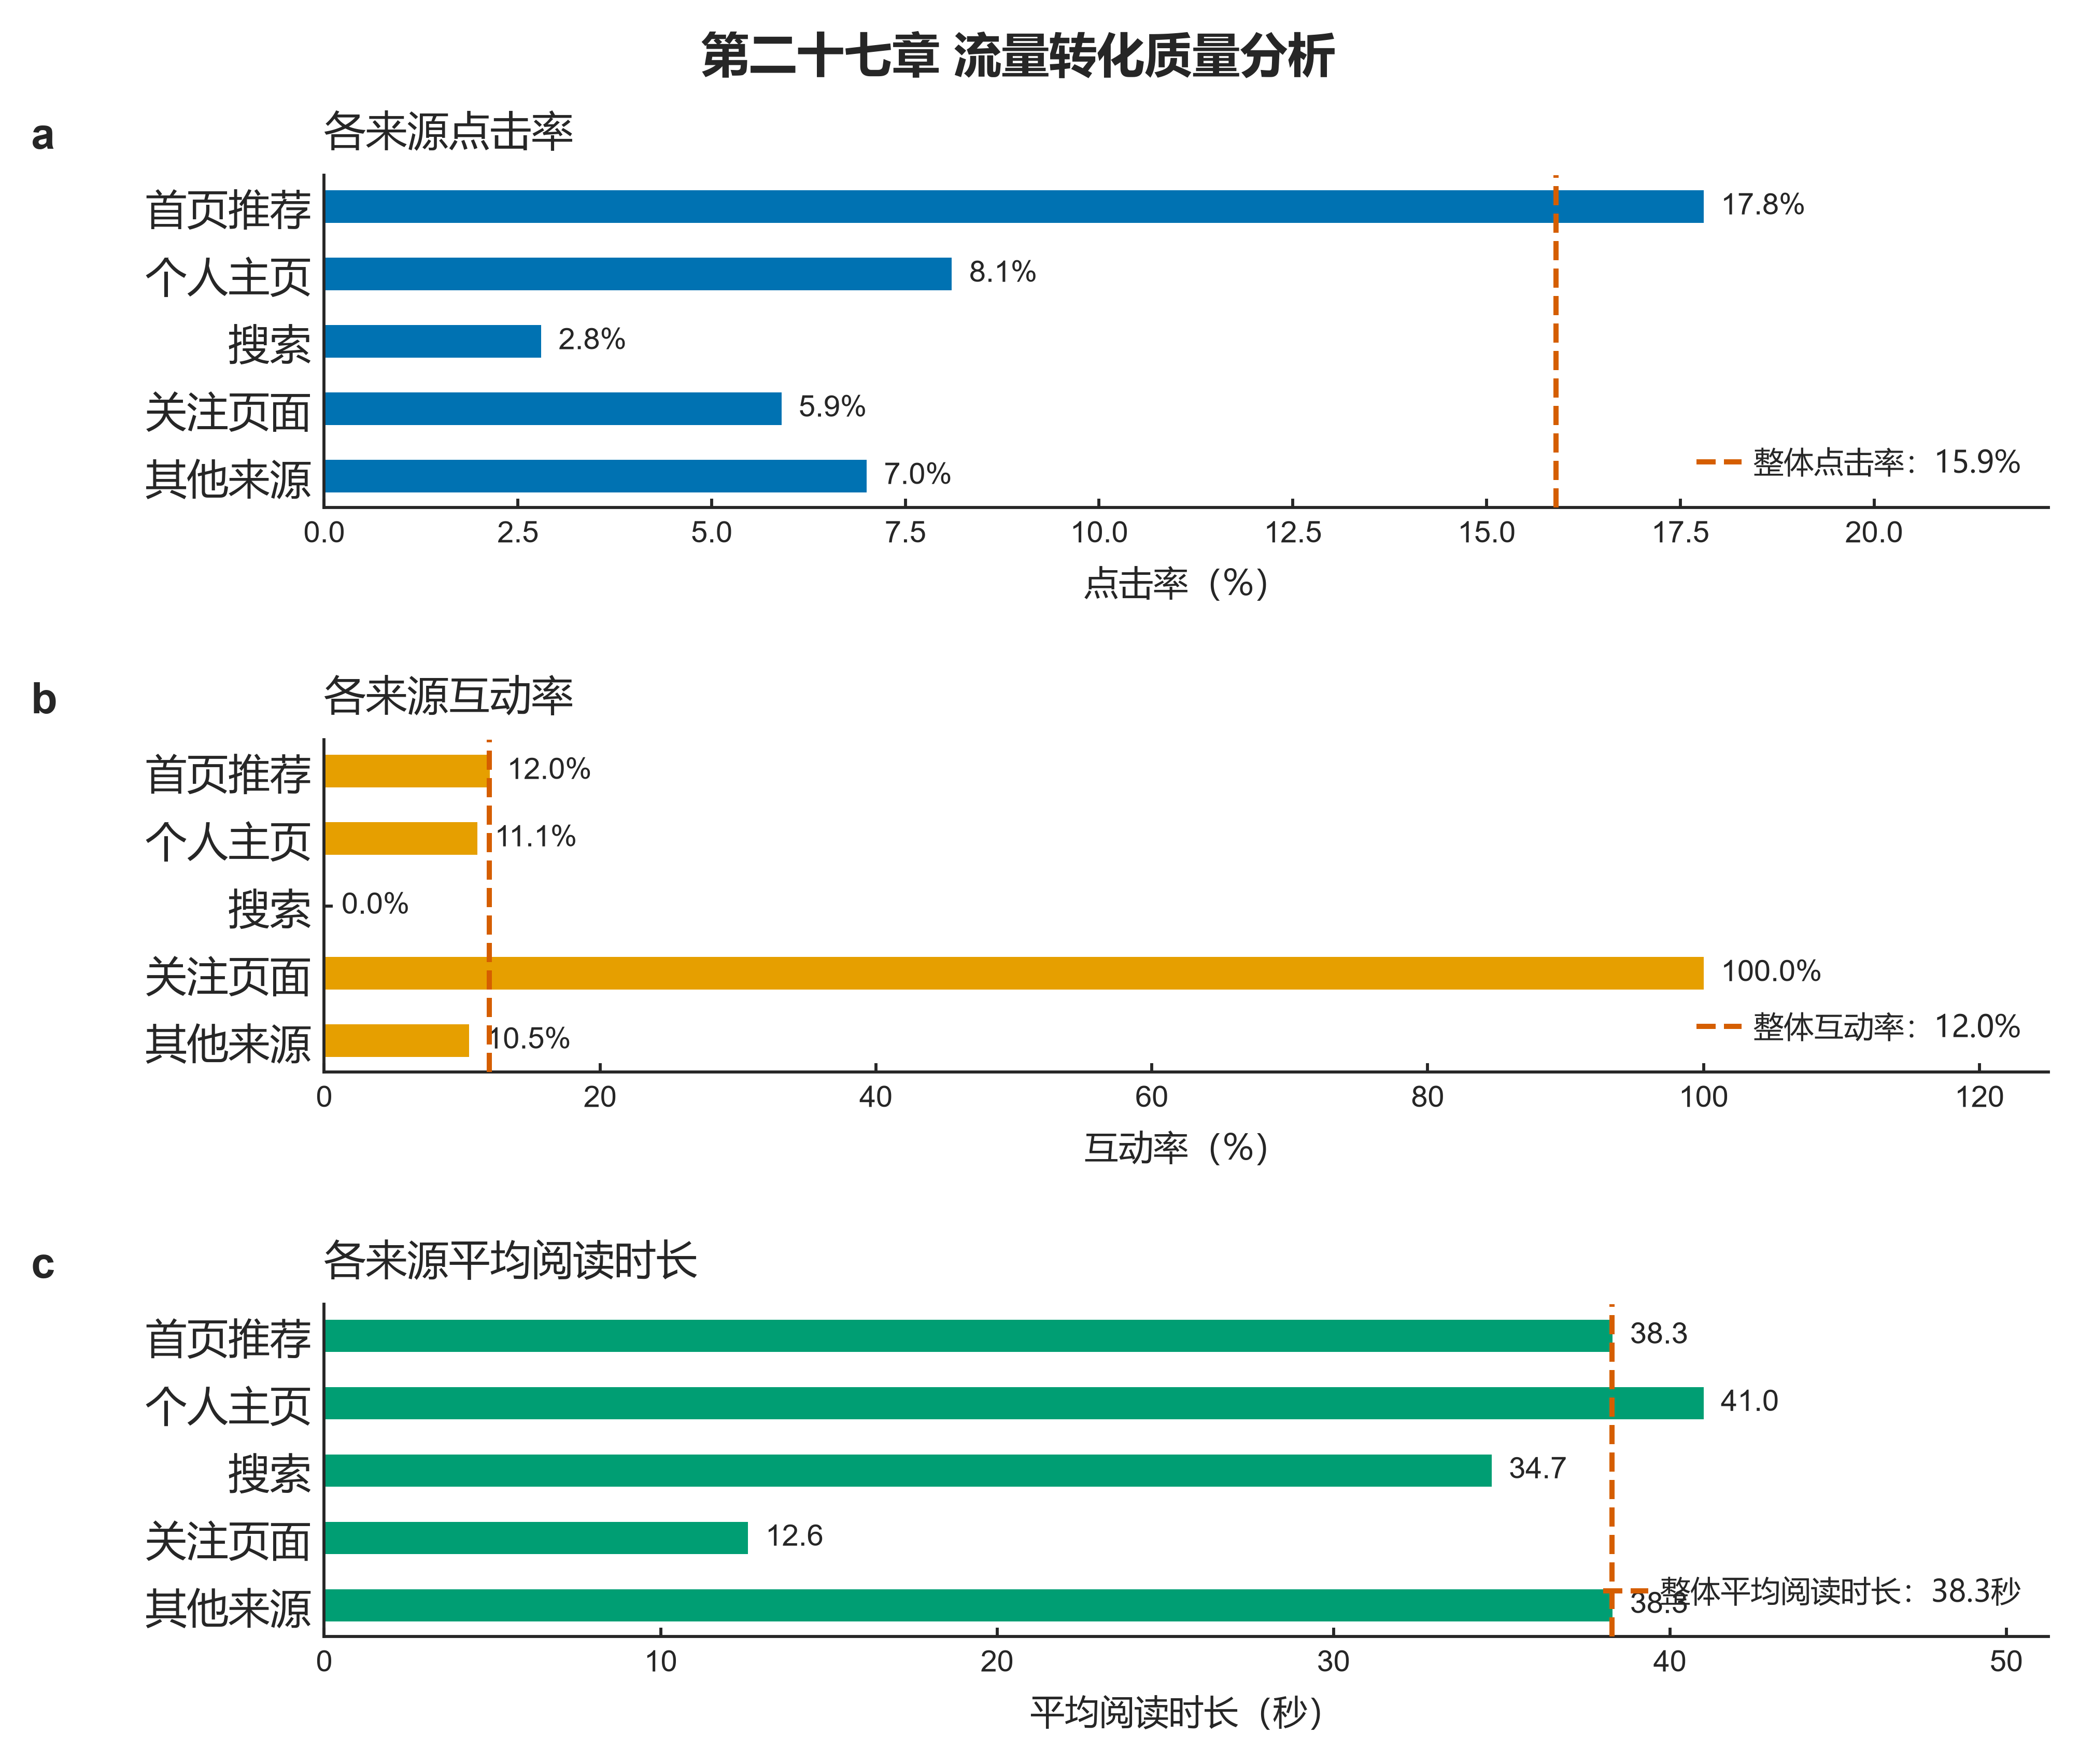 第二十七章 流量转化质量分析
a
各来源点击率
首页推荐 17.8%
个人主页 8.1%
搜索 2.8%
关注页面 5.9%
其他来源 7.0%
整体点击率：15.9%
0.0 2.5 5.0 7.5 10.0 12.5 15.0 17.5 20.0
点击率（%）
b
各来源互动率
首页推荐 12.0%
个人主页 11.1%
搜索 0.0%
关注页面 100.0%
其他来源 10.5%
整体互动率：12.0%
0 20 40 60 80 100 120
互动率（%）
c
各来源平均阅读时长
首页推荐 38.3
个人主页 41.0
搜索 34.7
关注页面 12.6
其他来源 38.3
整体平均阅读时长：38.3秒
0 10 20 30 40 50
平均阅读时长（秒）